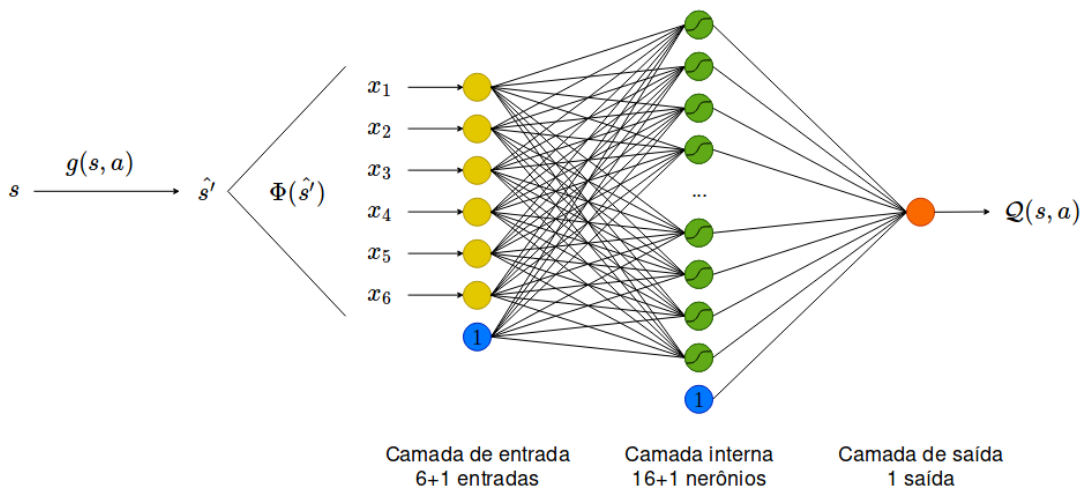 s
g(s, a)
ŝ′
Φ(ŝ′)
x₁
x₂
x₃
x₄
x₅
x₆
1
...
1
Q(s, a)
Camada de entrada
6+1 entradas
Camada interna
16+1 nerônios
Camada de saída
1 saída